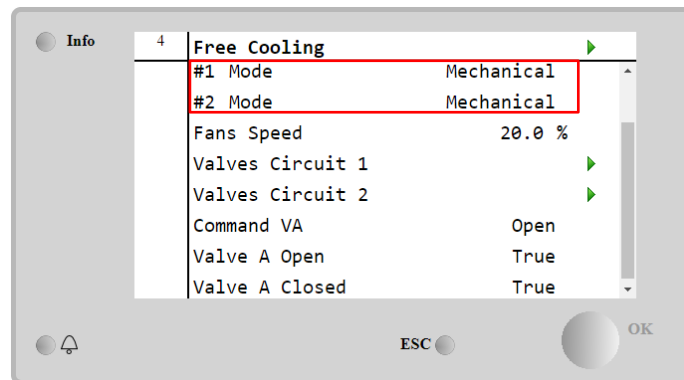 Info
4 Free Cooling
#1 Mode Mechanical
#2 Mode Mechanical
Fans Speed 20.0 %
Valves Circuit 1
Valves Circuit 2
Command VA Open
Valve A Open True
Valve A Closed True
ESC
OK